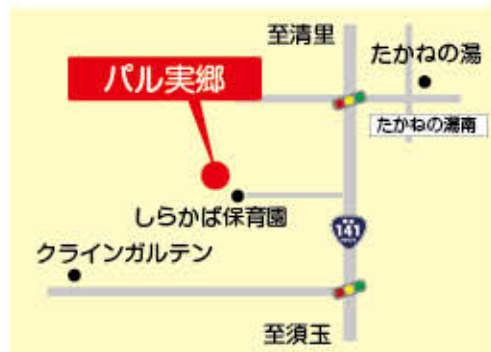 至清里
たかねの湯
パル実郷
たかねの湯南
しらかば保育園
141
クラインガルテン
至須玉